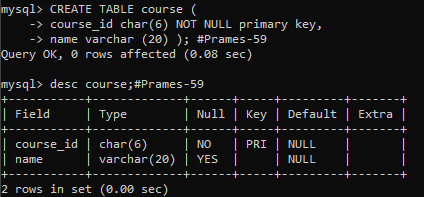 mysql> CREATE TABLE course (
    -> course_id char(6) NOT NULL primary key,
    -> name varchar (20) ); #Prames-59
Query OK, 0 rows affected (0.08 sec)

mysql> desc course;#Prames-59
+-----------+-------------+------+-----+---------+-------+
| Field     | Type        | Null | Key | Default | Extra |
+-----------+-------------+------+-----+---------+-------+
| course_id | char(6)     | NO   | PRI | NULL    |       |
| name      | varchar(20) | YES  |     | NULL    |       |
+-----------+-------------+------+-----+---------+-------+
2 rows in set (0.00 sec)